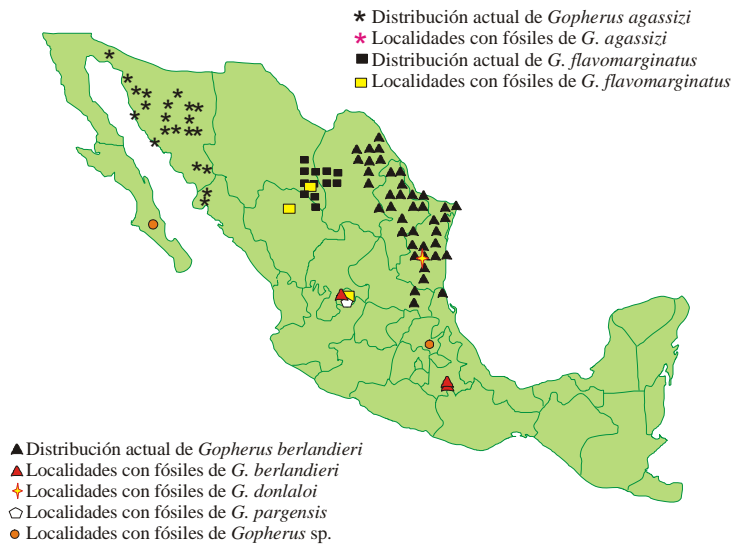 Distribución actual de Gopherus agassizi
Localidades con fósiles de G. agassizi
Distribución actual de G. flavomarginatus
Localidades con fósiles de G. flavomarginatus
Distribución actual de Gopherus berlandieri
Localidades con fósiles de G. berlandieri
Localidades con fósiles de G. donlaloi
Localidades con fósiles de G. pargensis
Localidades con fósiles de Gopherus sp.